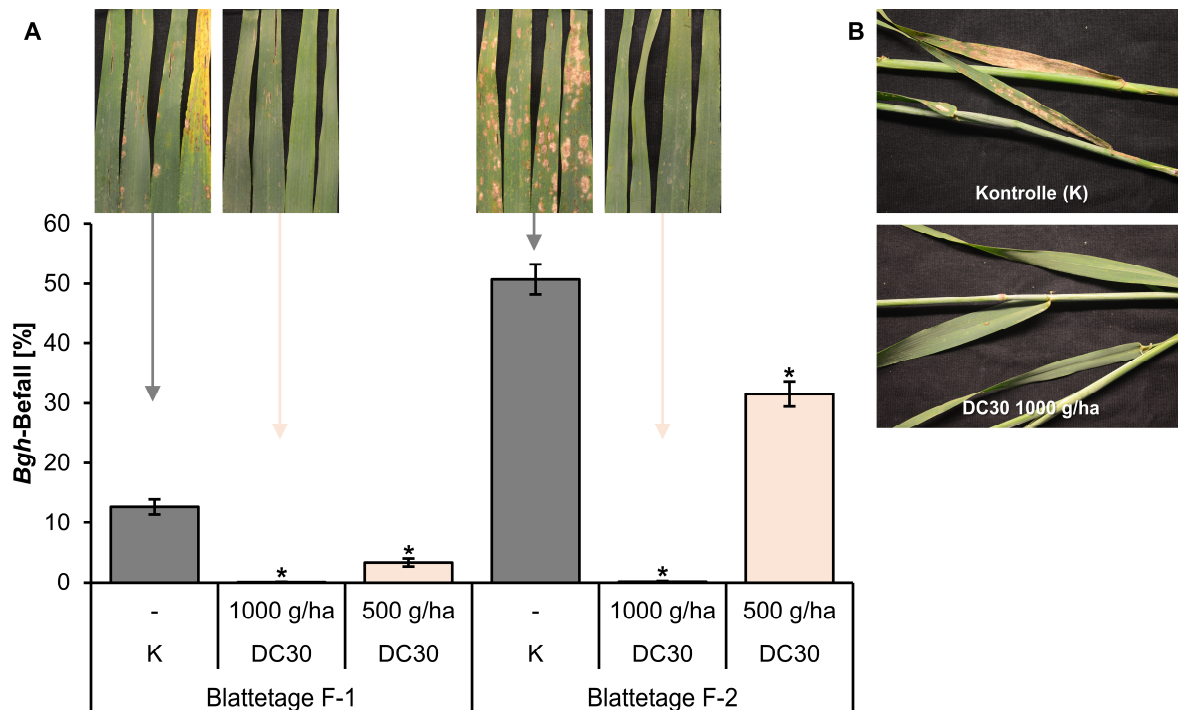 A
B
Kontrolle (K)
DC30 1000 g/ha
Bgh-Befall [%]
60
50
40
30
20
10
0
*
*
*
*
- 1000 g/ha 500 g/ha - 1000 g/ha 500 g/ha
K DC30 DC30 K DC30 DC30
Blattetage F-1 Blattetage F-2